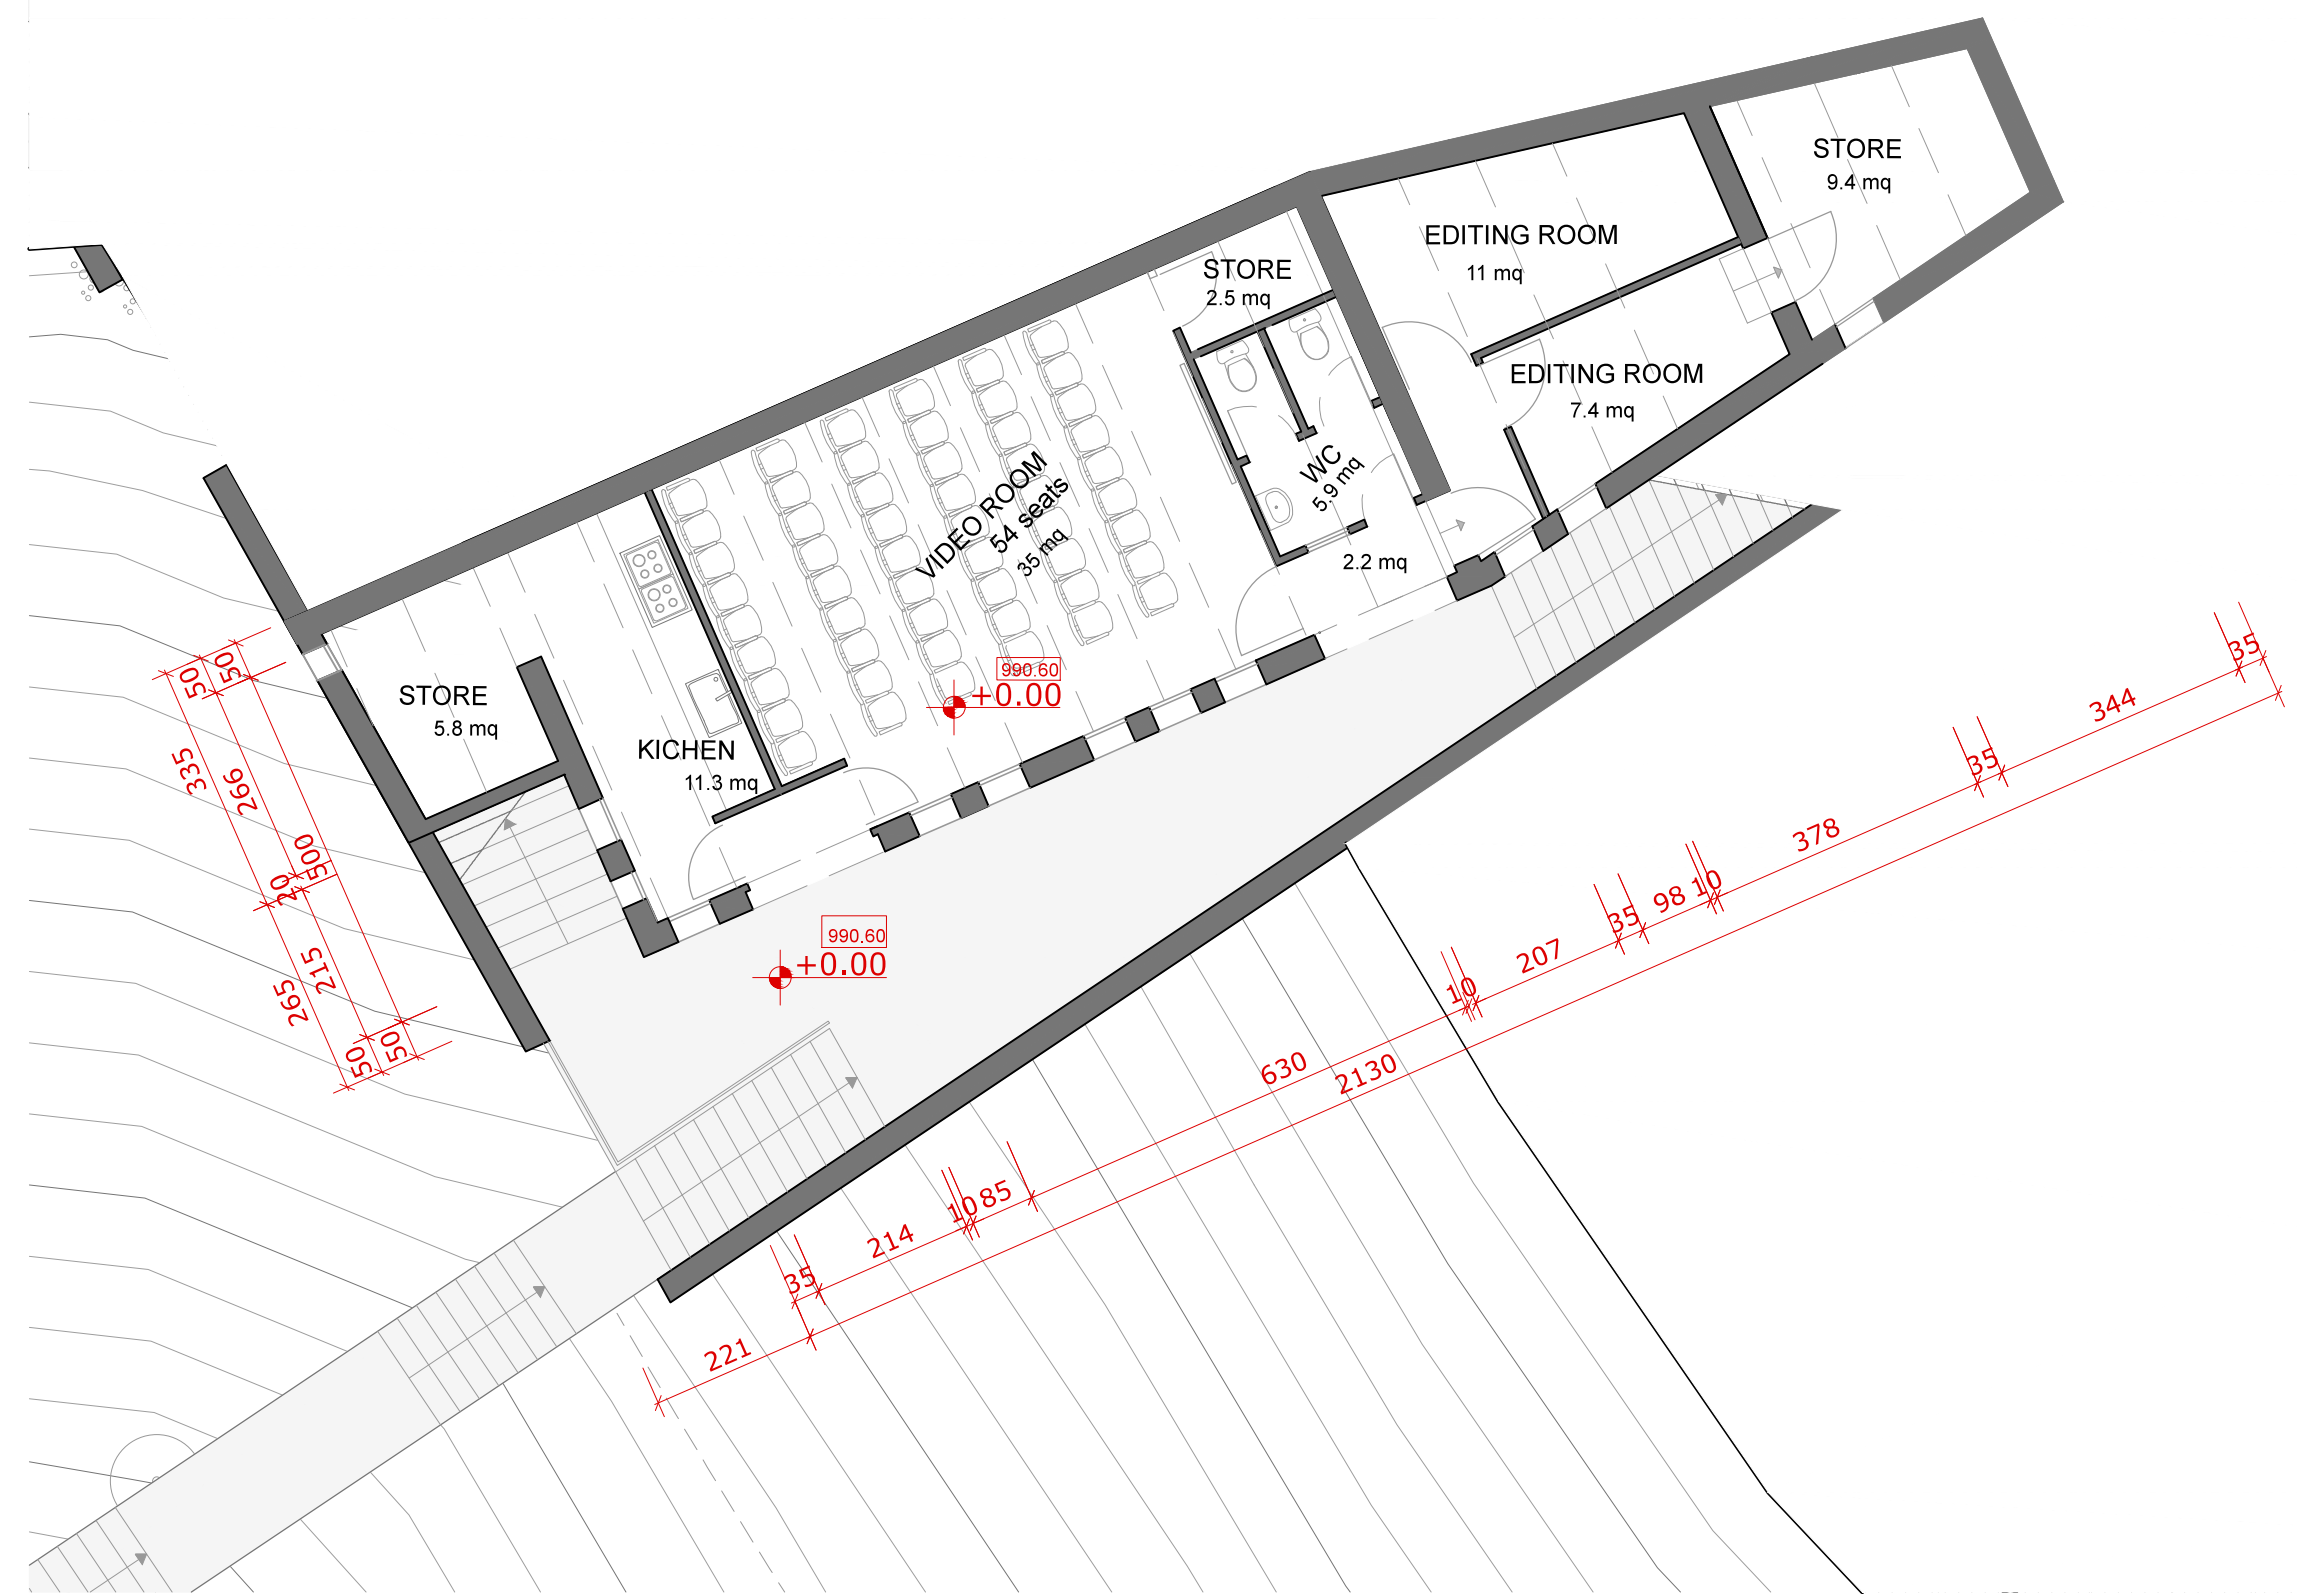 STORE
9.4 mq
EDITING ROOM
11 mq
STORE
2.5 mq
EDITING ROOM
7.4 mq
WC
5.9 mq
2.2 mq
VIDEO ROOM
54 seats
35 mq
990.60
+0.00
STORE
5.8 mq
KICHEN
11.3 mq
990.60
+0.00
50
50
335
266
500
20
215
265
50
50
35
344
35
378
10
98
35
207
10
630
2130
85
10
214
35
221